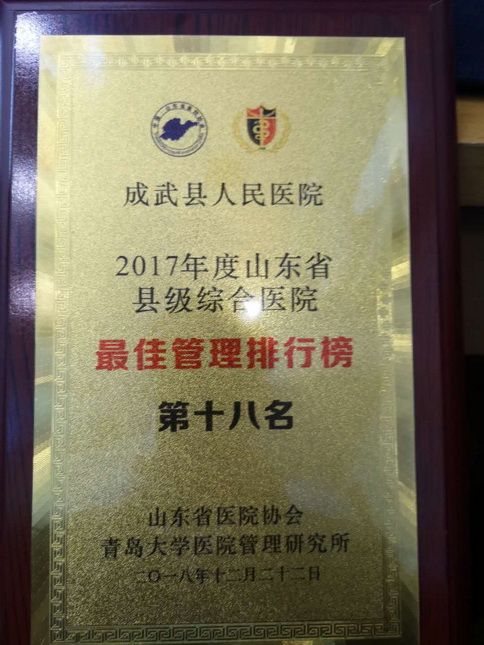 成武县人民医院
2017年度山东省
县级综合医院
最佳管理排行榜
第十八名
山东省医院协会
青岛大学医院管理研究所
二〇一八年十二月二十二日